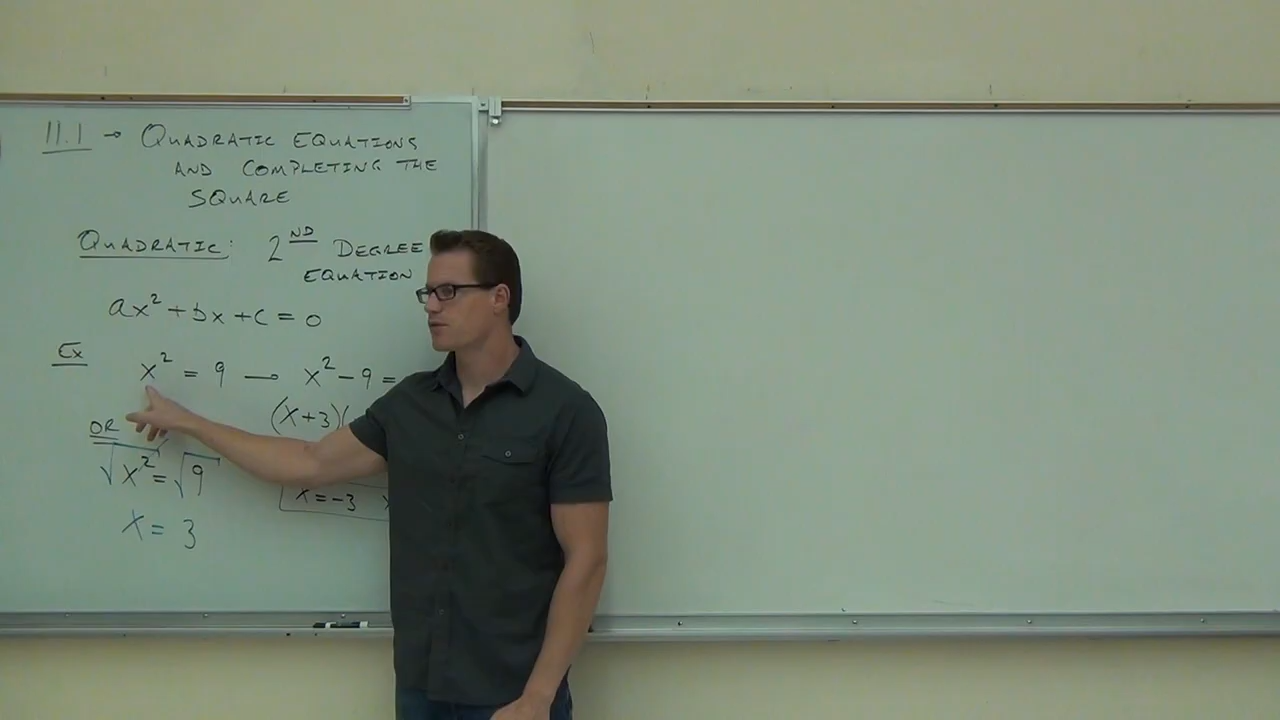 11.1 → QUADRATIC EQUATIONS
AND COMPLETING THE
SQUARE
QUADRATIC: 2ND DEGREE
EQUATION
ax² + bx + c = 0
Ex x² = 9 → x² - 9 =
(x+3)(
OR
√x² = √9
x = -3 x
x = 3